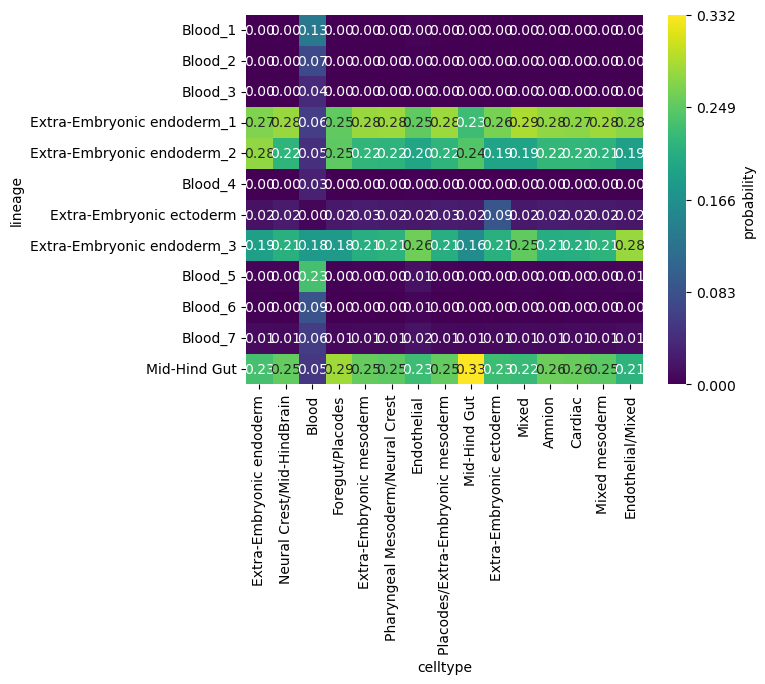 Blood_1 0.00 0.00 0.13 0.00 0.00 0.00 0.00 0.00 0.00 0.00 0.00 0.00 0.00 0.00 0.00
Blood_2 0.00 0.00 0.07 0.00 0.00 0.00 0.00 0.00 0.00 0.00 0.00 0.00 0.00 0.00 0.00
Blood_3 0.00 0.00 0.04 0.00 0.00 0.00 0.00 0.00 0.00 0.00 0.00 0.00 0.00 0.00 0.00
Extra-Embryonic endoderm_1 0.27 0.28 0.06 0.25 0.28 0.28 0.25 0.28 0.23 0.26 0.29 0.28 0.27 0.28 0.28
Extra-Embryonic endoderm_2 0.28 0.22 0.05 0.25 0.22 0.22 0.20 0.22 0.24 0.19 0.19 0.22 0.22 0.21 0.19
Blood_4 0.00 0.00 0.03 0.00 0.00 0.00 0.00 0.00 0.00 0.00 0.00 0.00 0.00 0.00 0.00
Extra-Embryonic ectoderm 0.02 0.02 0.00 0.02 0.03 0.02 0.02 0.03 0.02 0.09 0.02 0.02 0.02 0.02 0.02
Extra-Embryonic endoderm_3 0.19 0.21 0.18 0.18 0.21 0.21 0.26 0.21 0.16 0.21 0.25 0.21 0.21 0.21 0.28
Blood_5 0.00 0.00 0.23 0.00 0.00 0.00 0.01 0.00 0.00 0.00 0.00 0.00 0.00 0.00 0.01
Blood_6 0.00 0.00 0.09 0.00 0.00 0.00 0.01 0.00 0.00 0.00 0.00 0.00 0.00 0.00 0.00
Blood_7 0.01 0.01 0.06 0.01 0.01 0.01 0.02 0.01 0.01 0.01 0.01 0.01 0.01 0.01 0.01
Mid-Hind Gut 0.23 0.25 0.05 0.29 0.25 0.25 0.23 0.25 0.33 0.23 0.22 0.26 0.26 0.25 0.21
lineage
Extra-Embryonic endoderm
Neural Crest/Mid-HindBrain
Blood
Foregut/Placodes
Extra-Embryonic mesoderm
Pharyngeal Mesoderm/Neural Crest
Endothelial
Placodes/Extra-Embryonic mesoderm
Mid-Hind Gut
Extra-Embryonic ectoderm
Mixed
Amnion
Cardiac
Mixed mesoderm
Endothelial/Mixed
celltype
0.332
0.249
0.166
0.083
0.000
probability